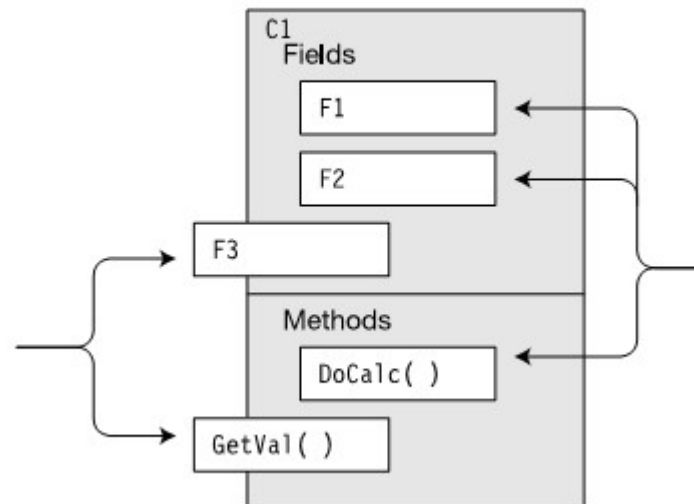 C1
Fields
F1
F2
F3
Methods
DoCalc( )
GetVal( )